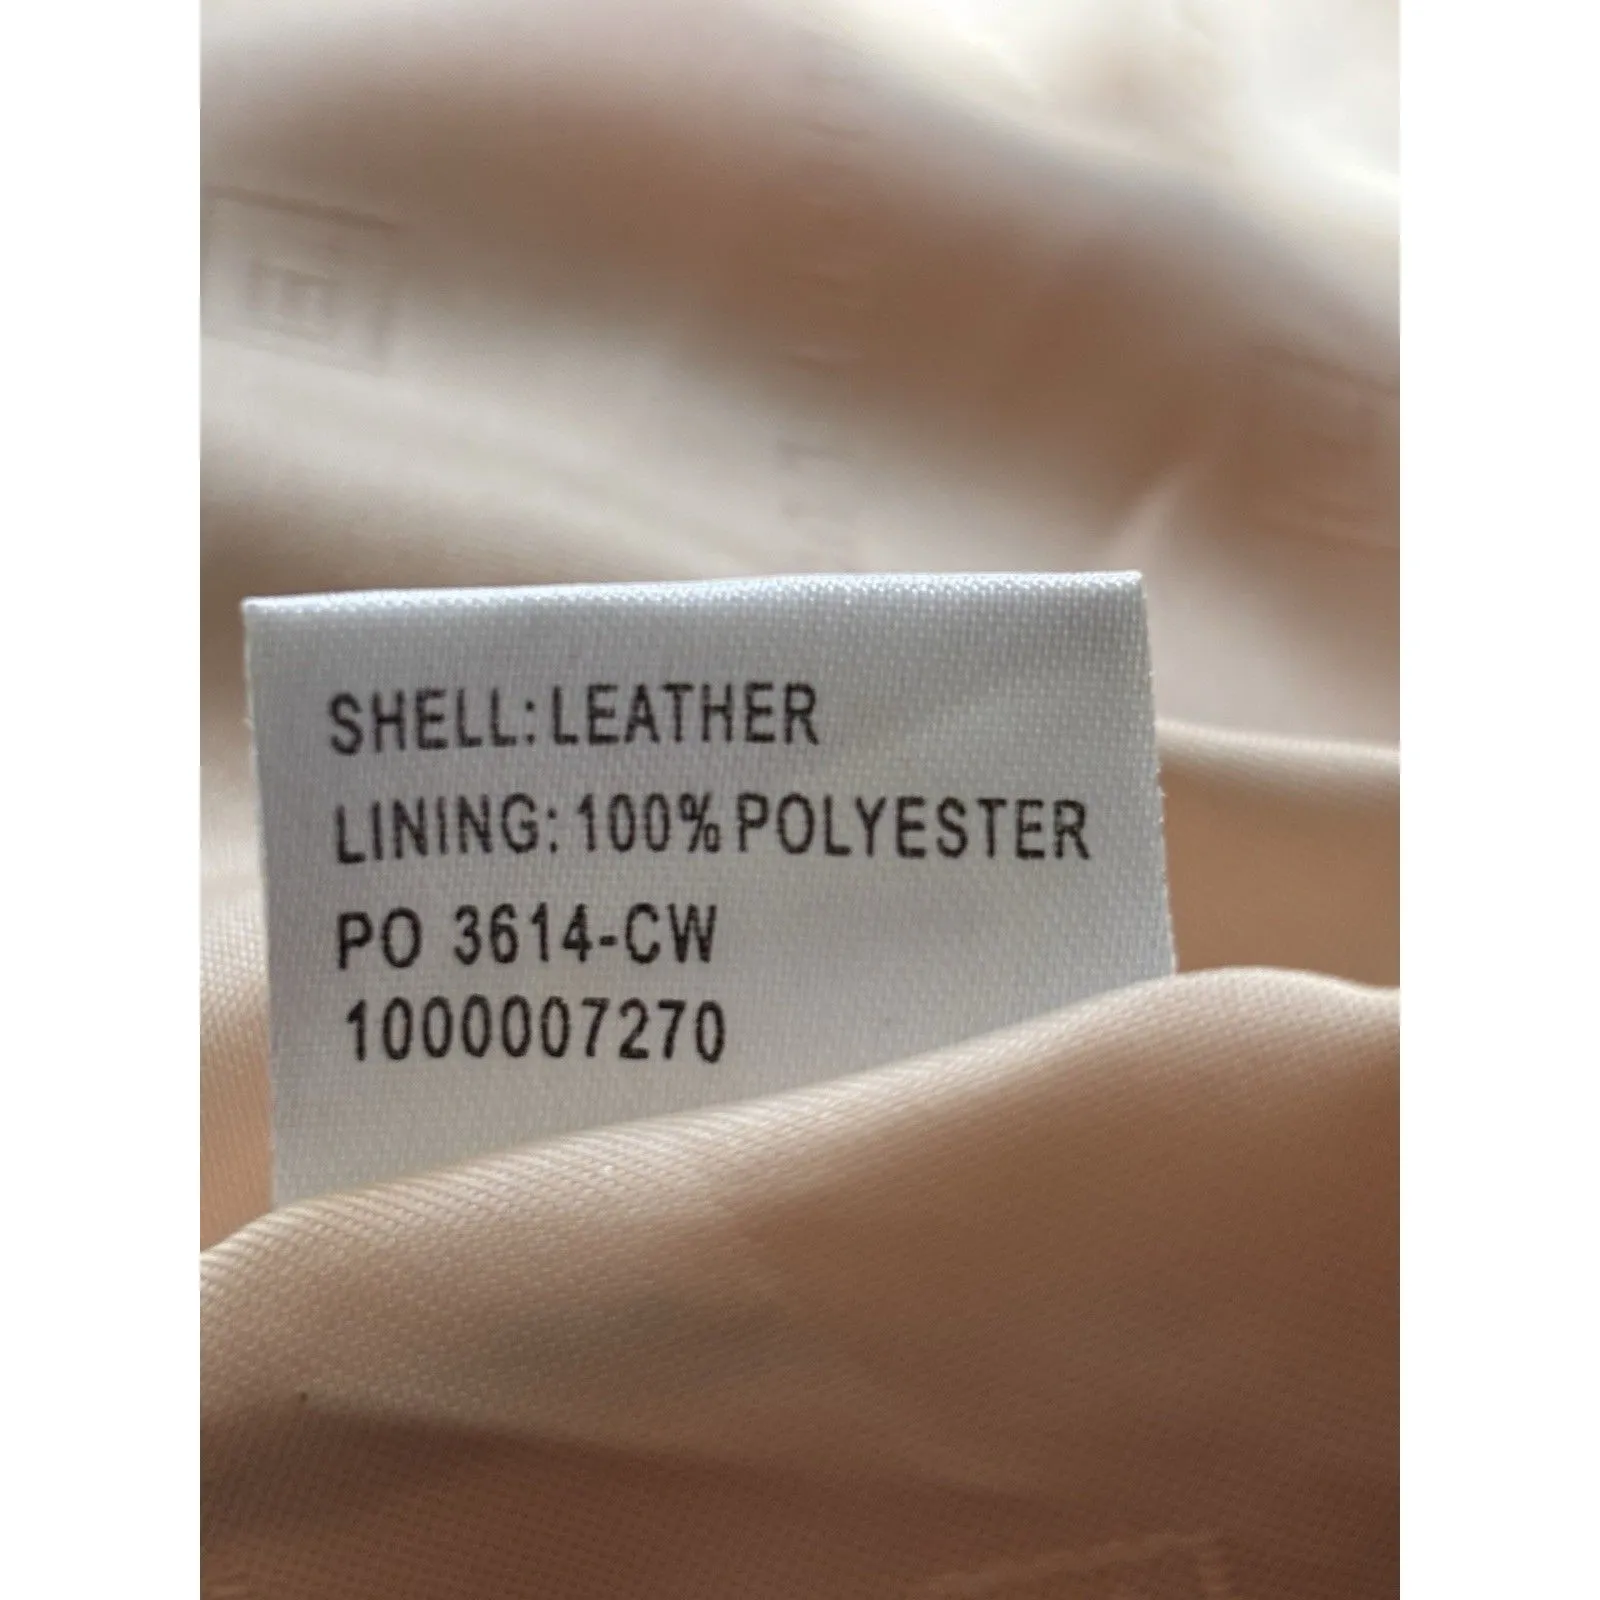 SHELL: LEATHER
LINING: 100% POLYESTER
PO 3614-CW
1000007270